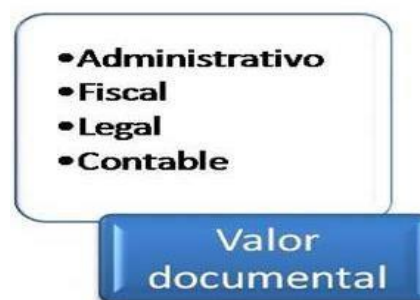 •Administrativo
•Fiscal
•Legal
•Contable
Valor
documental